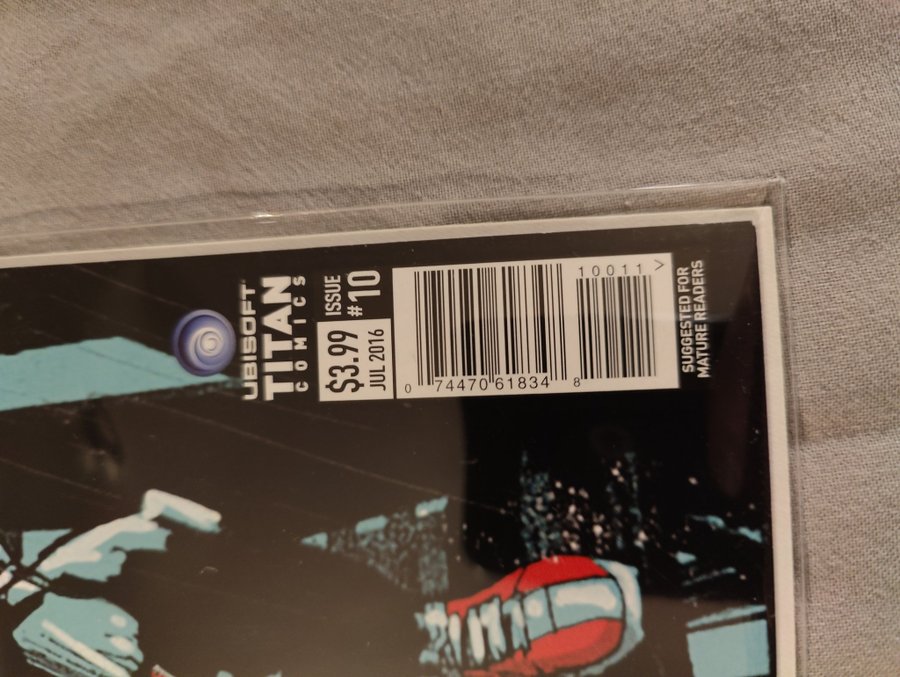 UBISOFT
TITAN
COMICS
$3.99 ISSUE
JUL 2016 #10
10011 >
0 74470 61834 8
SUGGESTED FOR
MATURE READERS